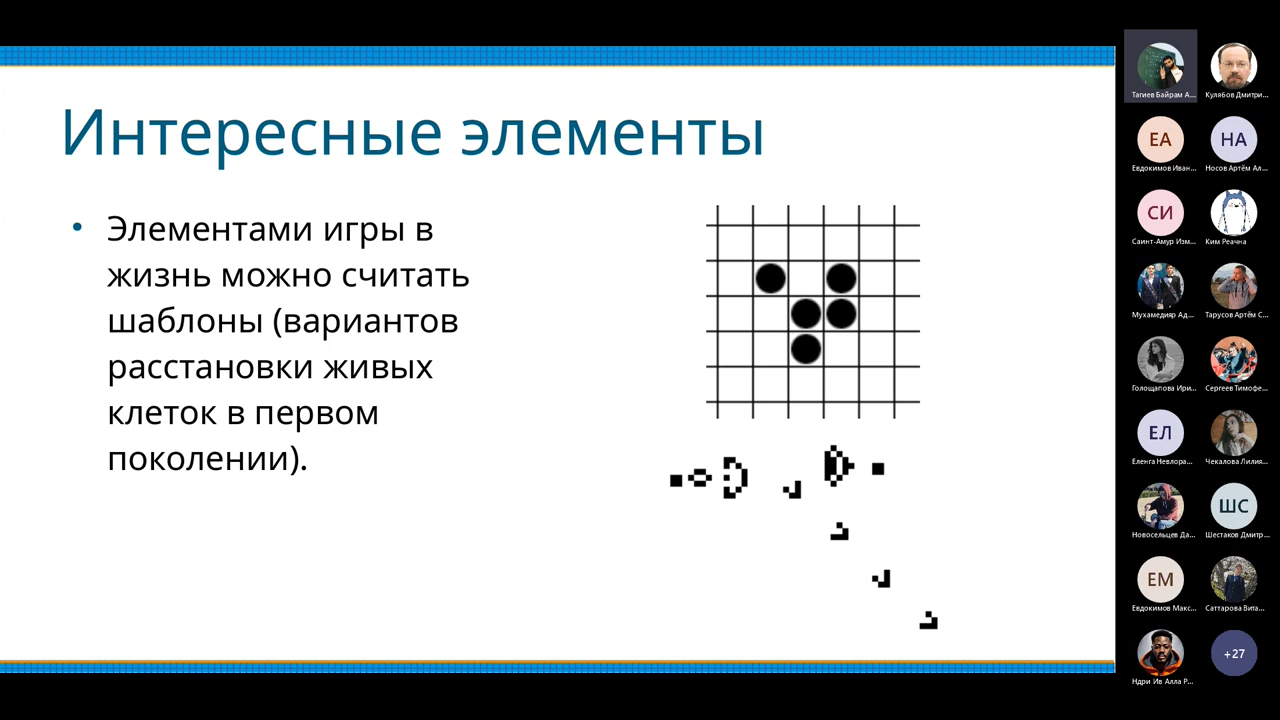 Интересные элементы
• Элементами игры в
жизнь можно считать
шаблоны (вариантов
расстановки живых
клеток в первом
поколении).
Тагиев Байрам А...
Кулябов Дмитри...
ЕА
Евдокимов Иван...
НА
Носов Артём Ал...
СИ
Саинт-Амур Изм...
Ким Реачна
Мухамедияр Ад...
Тарусов Артём С...
Голощапова Ири...
Сергеев Тимофе...
ЕЛ
Еленга Невлора...
Чекалова Лилия...
Новосельцев Да...
ШС
Шестаков Дмитр...
ЕМ
Евдокимов Макс...
Саттарова Вита...
Ндри Ив Алла Р...
+27